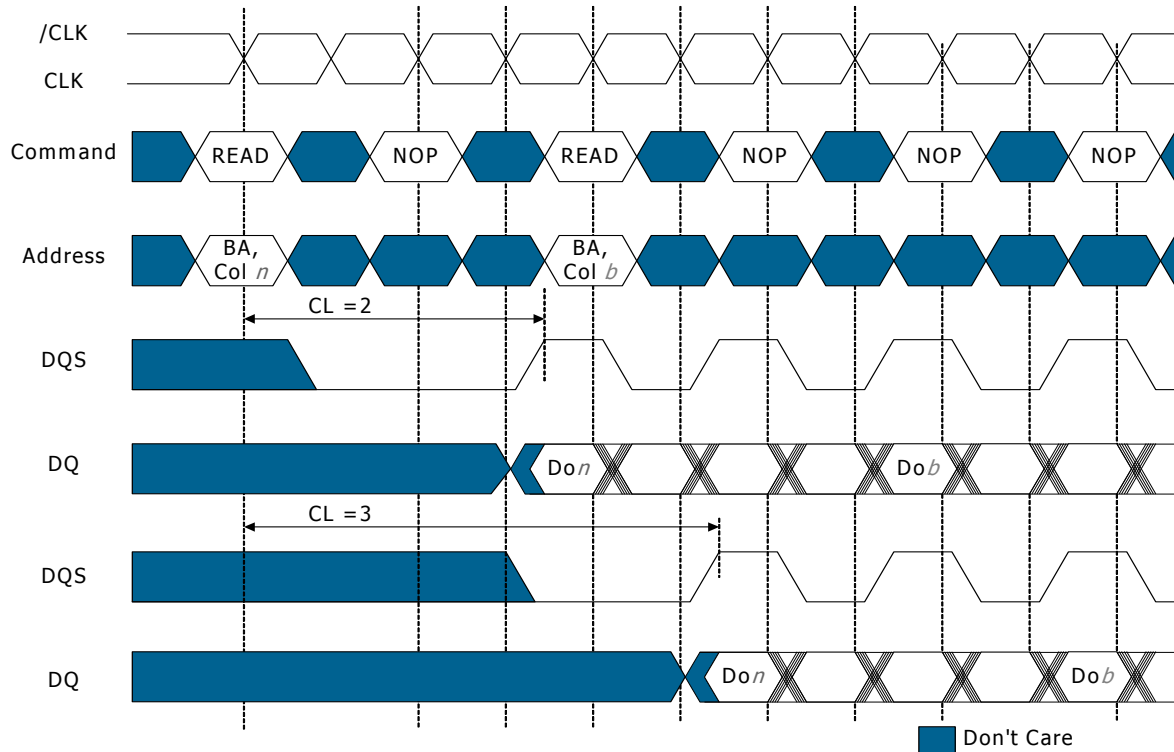 /CLK
CLK
Command
READ
NOP
READ
NOP
NOP
NOP
Address
BA,
Col n
BA,
Col b
CL =2
DQS
DQ
Don
Dob
CL =3
DQS
DQ
Don
Dob
Don't Care